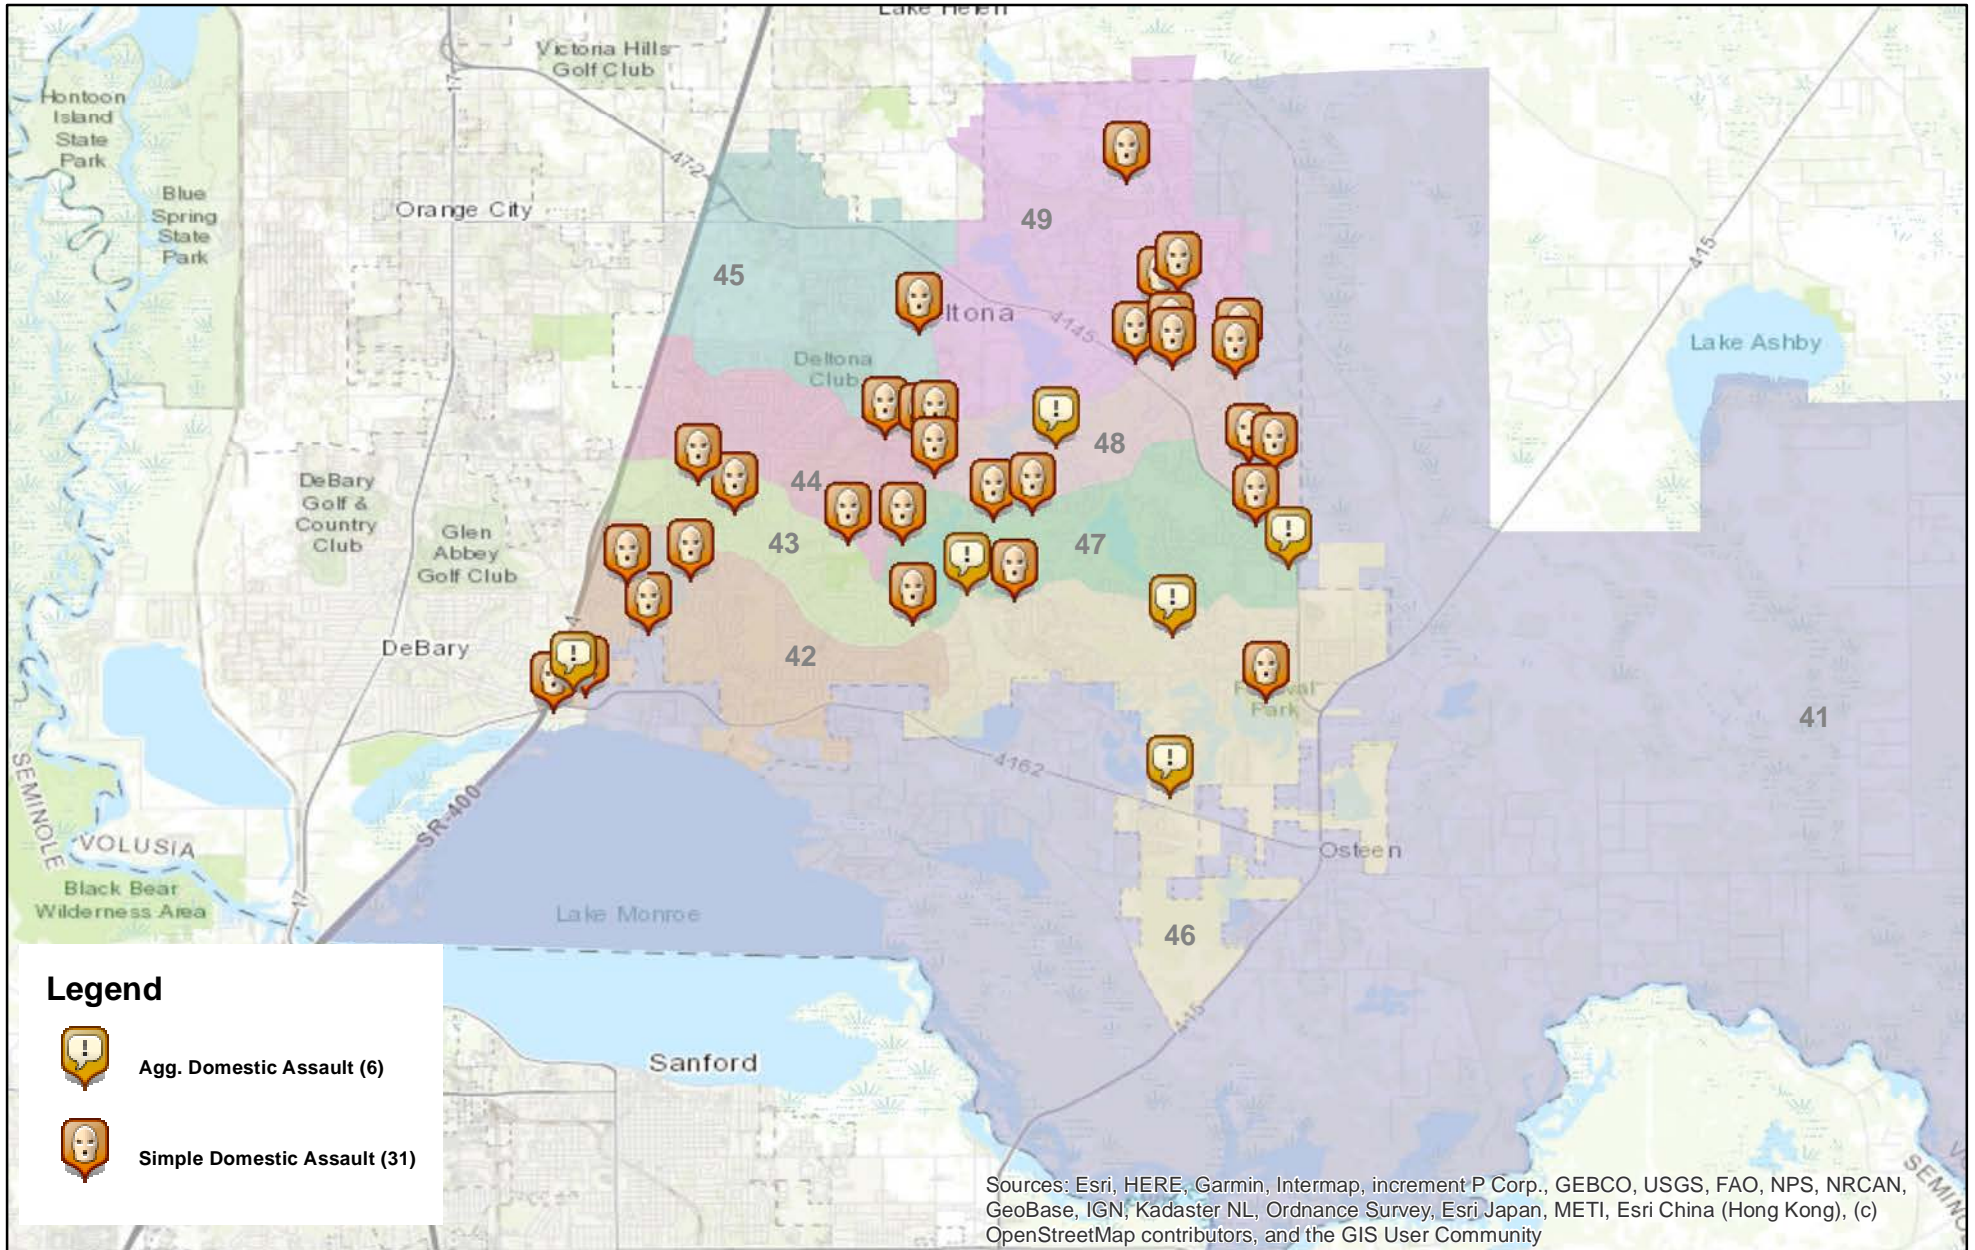 Lake Helen
Victoria Hills
Golf Club
17
Hontoon
Island
State
Park
472
Blue
Spring
State
Park
Orange City
49
415
45
ltona
4145
Lake Ashby
Deltona
Club
48
44
DeBary
Golf &
Country
Club
Glen
Abbey
Golf Club
43
47
4
DeBary
42
Park
41
4162
SR-400
SEMINOLE
VOLUSIA
Osteen
Black Bear
Wilderness Area
17
Lake Monroe
46
415
Sanford
Legend
Agg. Domestic Assault (6)
Simple Domestic Assault (31)
Sources: Esri, HERE, Garmin, Intermap, increment P Corp., GEBCO, USGS, FAO, NPS, NRCAN,
GeoBase, IGN, Kadaster NL, Ordnance Survey, Esri Japan, METI, Esri China (Hong Kong), (c)
OpenStreetMap contributors, and the GIS User Community
SEMINO